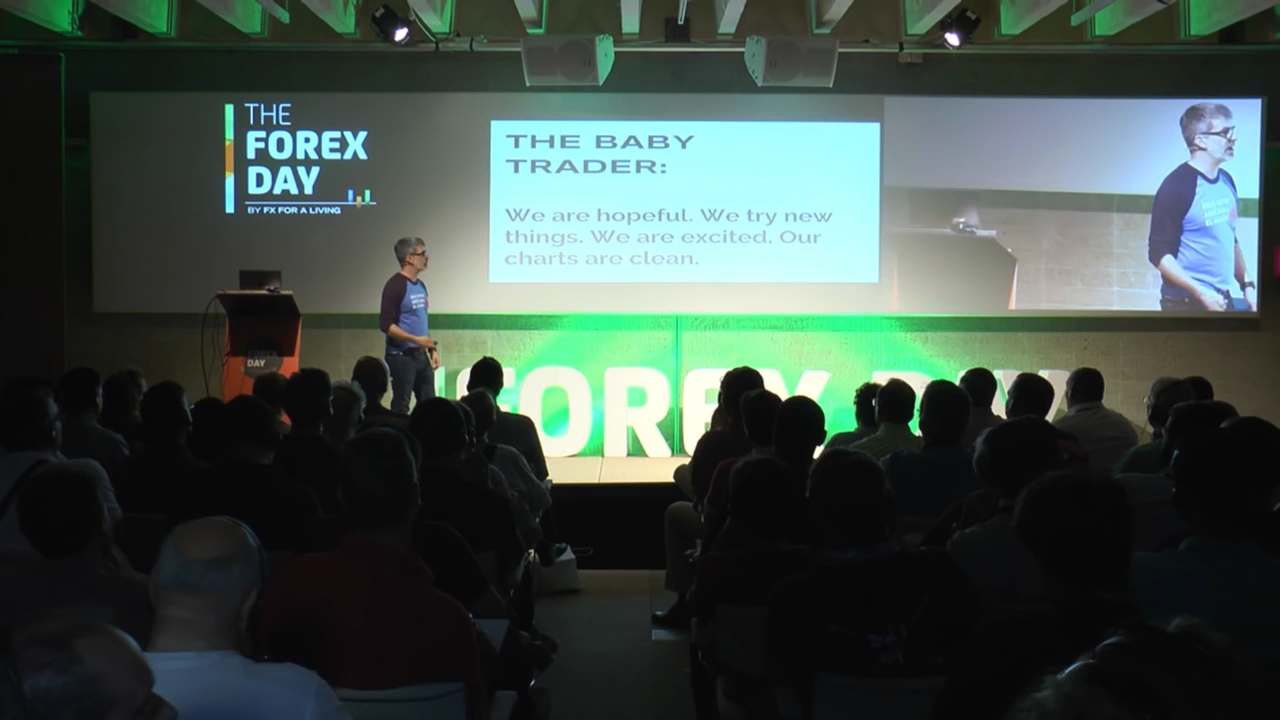 THE
FOREX
DAY
BY FX FOR A LIVING
THE BABY
TRADER:
We are hopeful. We try new
things. We are excited. Our
charts are clean.
DAY
FOREX DAY